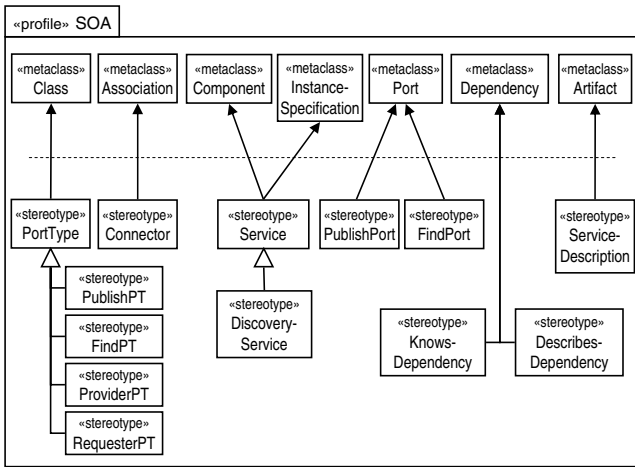 «profile» SOA
«metaclass»
Class
«metaclass»
Association
«metaclass»
Component
«metaclass»
Instance-
Specification
«metaclass»
Port
«metaclass»
Dependency
«metaclass»
Artifact
«stereotype»
PortType
«stereotype»
Connector
«stereotype»
Service
«stereotype»
PublishPort
«stereotype»
FindPort
«stereotype»
Service-
Description
«stereotype»
PublishPT
«stereotype»
FindPT
«stereotype»
ProviderPT
«stereotype»
RequesterPT
«stereotype»
Discovery-
Service
«stereotype»
Knows-
Dependency
«stereotype»
Describes-
Dependency